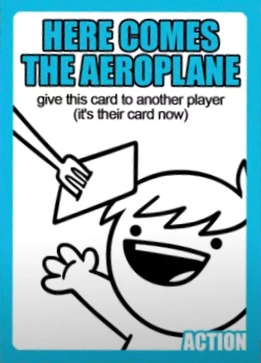 HERE COMES
THE AEROPLANE
give this card to another player
(it's their card now)
ACTION